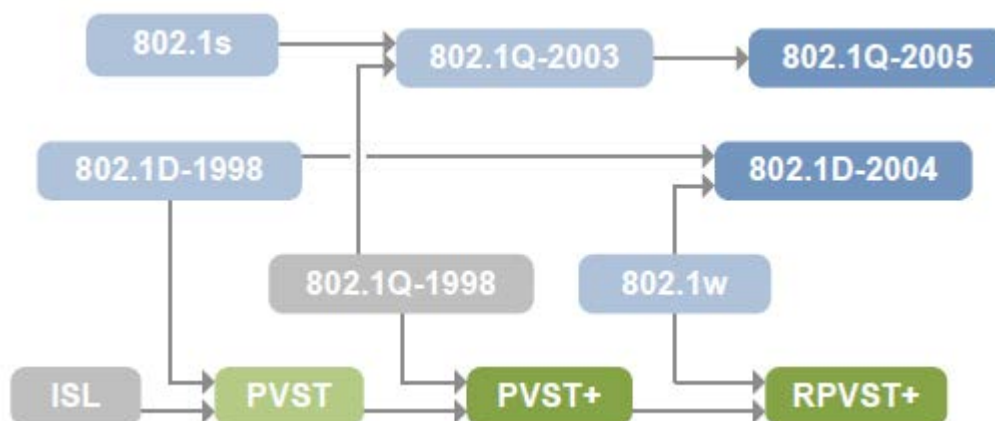 802.1s
802.1Q-2003
802.1Q-2005
802.1D-1998
802.1D-2004
802.1Q-1998
802.1w
ISL
PVST
PVST+
RPVST+